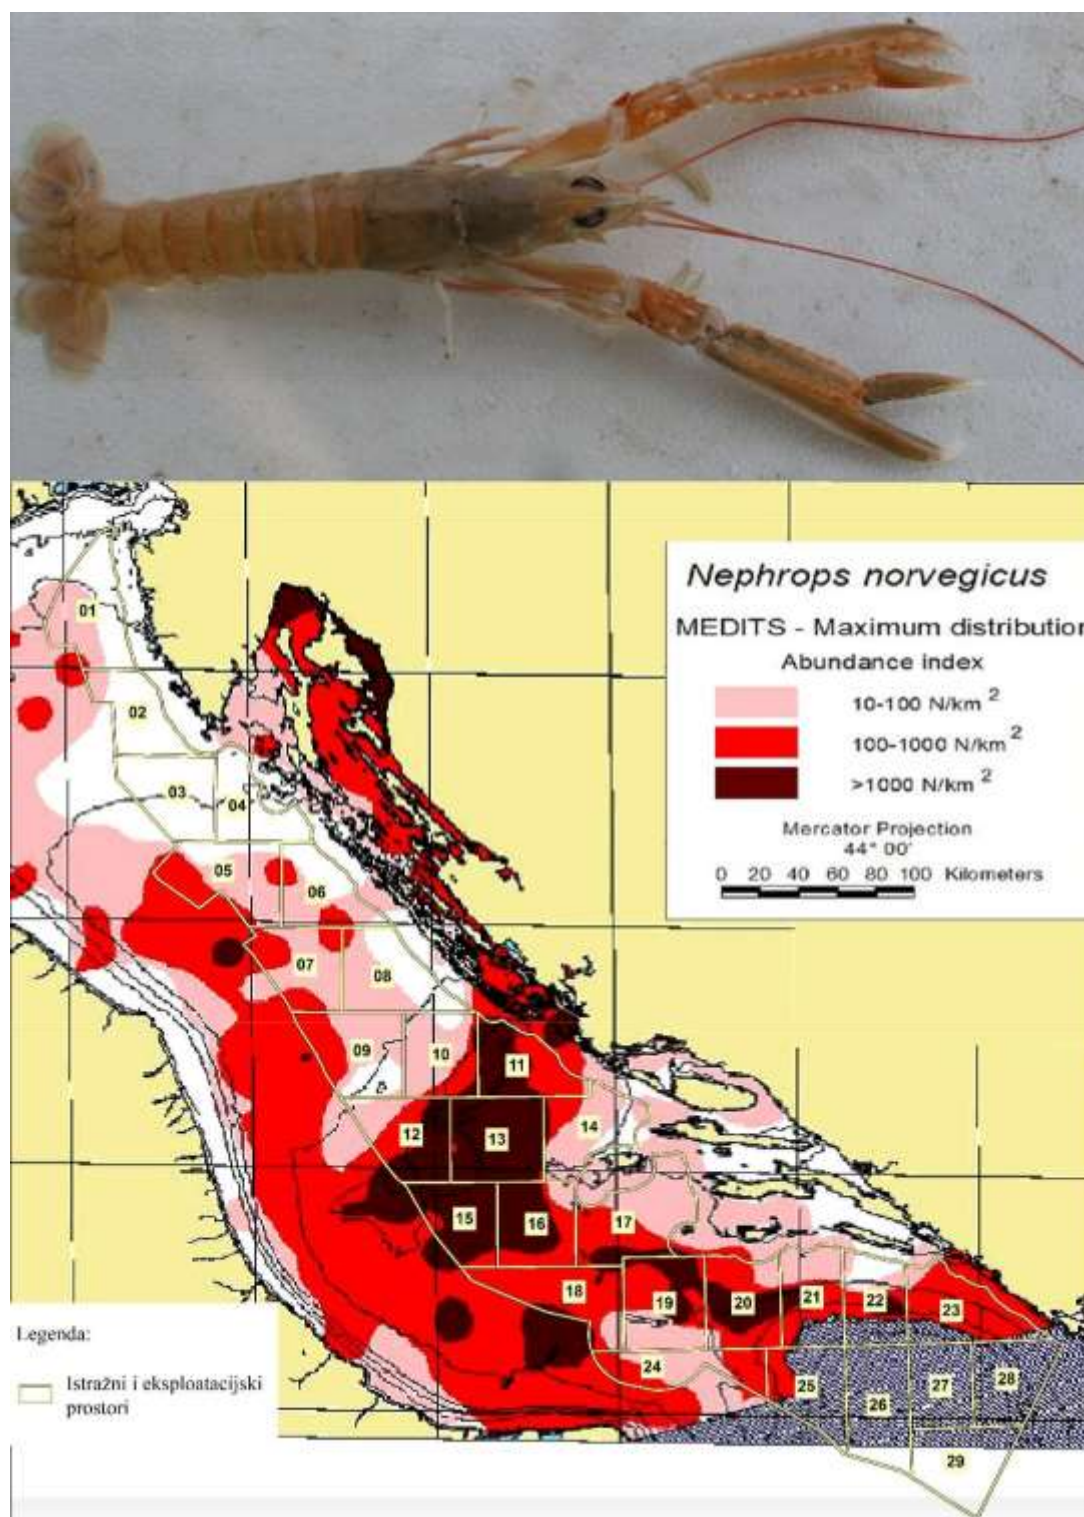 Nephrops norvegicus
MEDITS - Maximum distribution
Abundance index
10-100 N/km 2
100-1000 N/km 2
>1000 N/km 2
Mercator Projection
44° 00'
0 20 40 60 80 100 Kilometers
01
02
03
04
05
06
07
08
09
10
11
12
13
14
15
16
17
18
19
20
21
22
23
24
25
26
27
28
29
Legenda:
Istražni i eksploatacijski
prostori